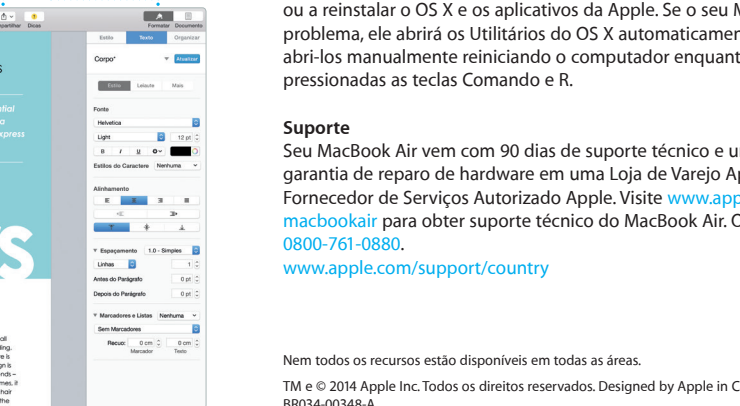 Dicas
Formatar Documento
Estilo Texto Organizar
Corpo* Atualizar
Estilo Leiaute Mais
Fonte
Helvetica
Light 12 pt
B I U
Estilos do Caractere Nenhuma
Alinhamento
Espaçamento 1.0 - Simples
Linhas 1
Antes do Parágrafo 0 pt
Depois do Parágrafo 0 pt
Marcadores e Listas Nenhuma
Sem Marcadores
Recuo: 0 cm 0 cm
Marcador Texto
ou a reinstalar o OS X e os aplicativos da Apple. Se o seu M
problema, ele abrirá os Utilitários do OS X automaticamen
abri-los manualmente reiniciando o computador enquant
pressionadas as teclas Comando e R.
Suporte
Seu MacBook Air vem com 90 dias de suporte técnico e u
garantia de reparo de hardware em uma Loja de Varejo Ap
Fornecedor de Serviços Autorizado Apple. Visite www.app
macbookair para obter suporte técnico do MacBook Air. O
0800-761-0880.
www.apple.com/support/country
Nem todos os recursos estão disponíveis em todas as áreas.
TM e © 2014 Apple Inc. Todos os direitos reservados. Designed by Apple in C
BR034-00348-A